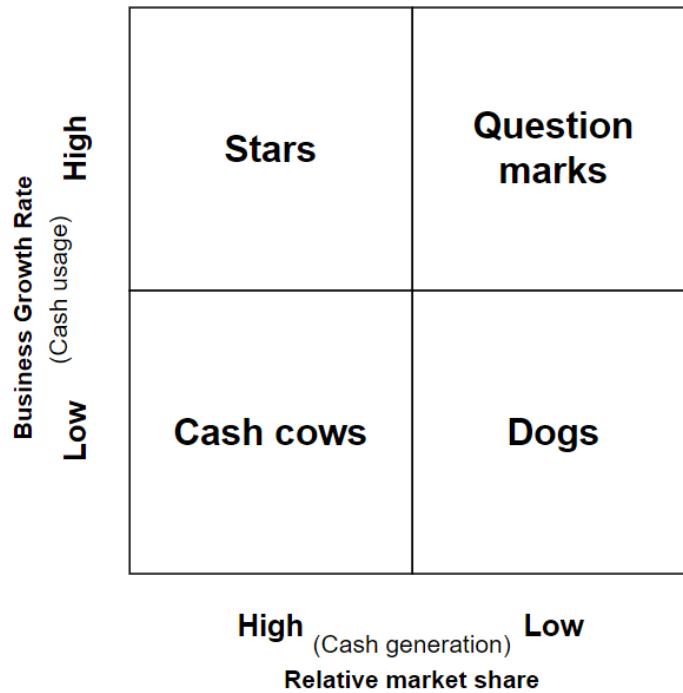 High
Stars
Question
marks
Business Growth Rate
(Cash usage)
Low
Cash cows
Dogs
High (Cash generation) Low
Relative market share